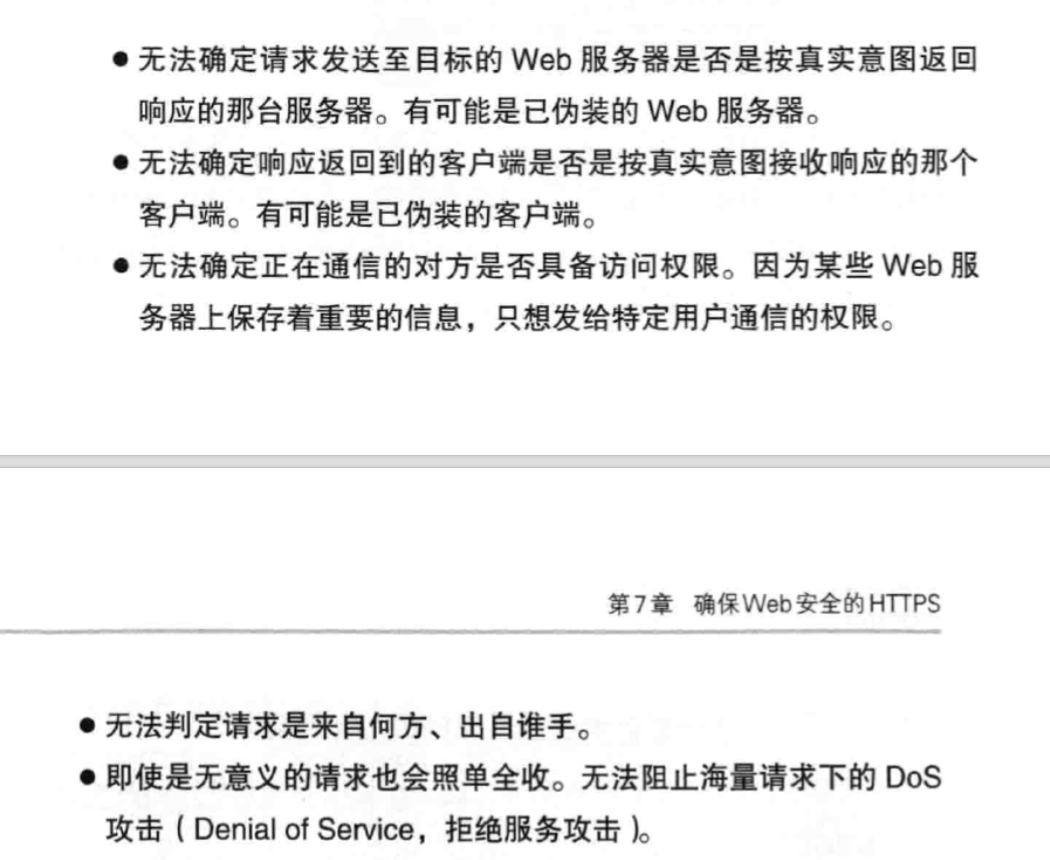 ●无法确定请求发送至目标的 Web 服务器是否是按真实意图返回
响应的那台服务器。有可能是已伪装的 Web 服务器。
●无法确定响应返回到的客户端是否是按真实意图接收响应的那个
客户端。有可能是已伪装的客户端。
●无法确定正在通信的对方是否具备访问权限。因为某些 Web 服
务器上保存着重要的信息，只想发给特定用户通信的权限。
第7章 确保Web安全的HTTPS
●无法判定请求是来自何方、出自谁手。
●即使是无意义的请求也会照单全收。无法阻止海量请求下的 DoS
攻击（Denial of Service，拒绝服务攻击）。